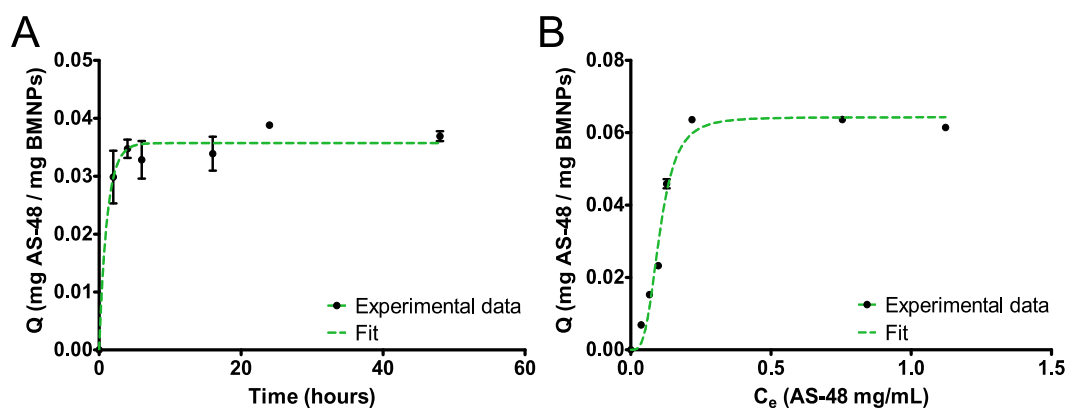 A
Q (mg AS-48 / mg BMNPs)
0.05
0.04
0.03
0.02
0.01
0.00
0
20
40
60
Time (hours)
Experimental data
Fit
B
Q (mg AS-48 / mg BMNPs)
0.08
0.06
0.04
0.02
0.00
0.0
0.5
1.0
1.5
Ce (AS-48 mg/mL)
Experimental data
Fit